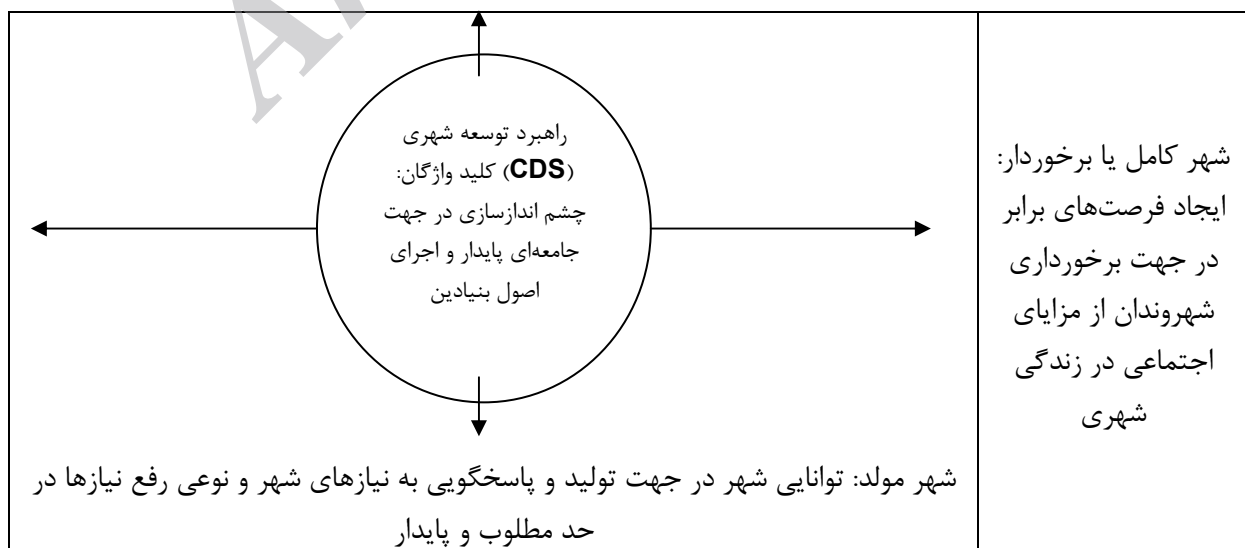 راهبرد توسعه شهری
(CDS) کلید واژگان:
چشم اندازسازی در جهت
جامعه‌ای پایدار و اجرای
اصول بنیادین
شهر کامل یا برخوردار:
ایجاد فرصت‌های برابر
در جهت برخورداری
شهروندان از مزایای
اجتماعی در زندگی
شهری
شهر مولد: توانایی شهر در جهت تولید و پاسخگویی به نیازهای شهر و نوعی رفع نیازها در
حد مطلوب و پایدار